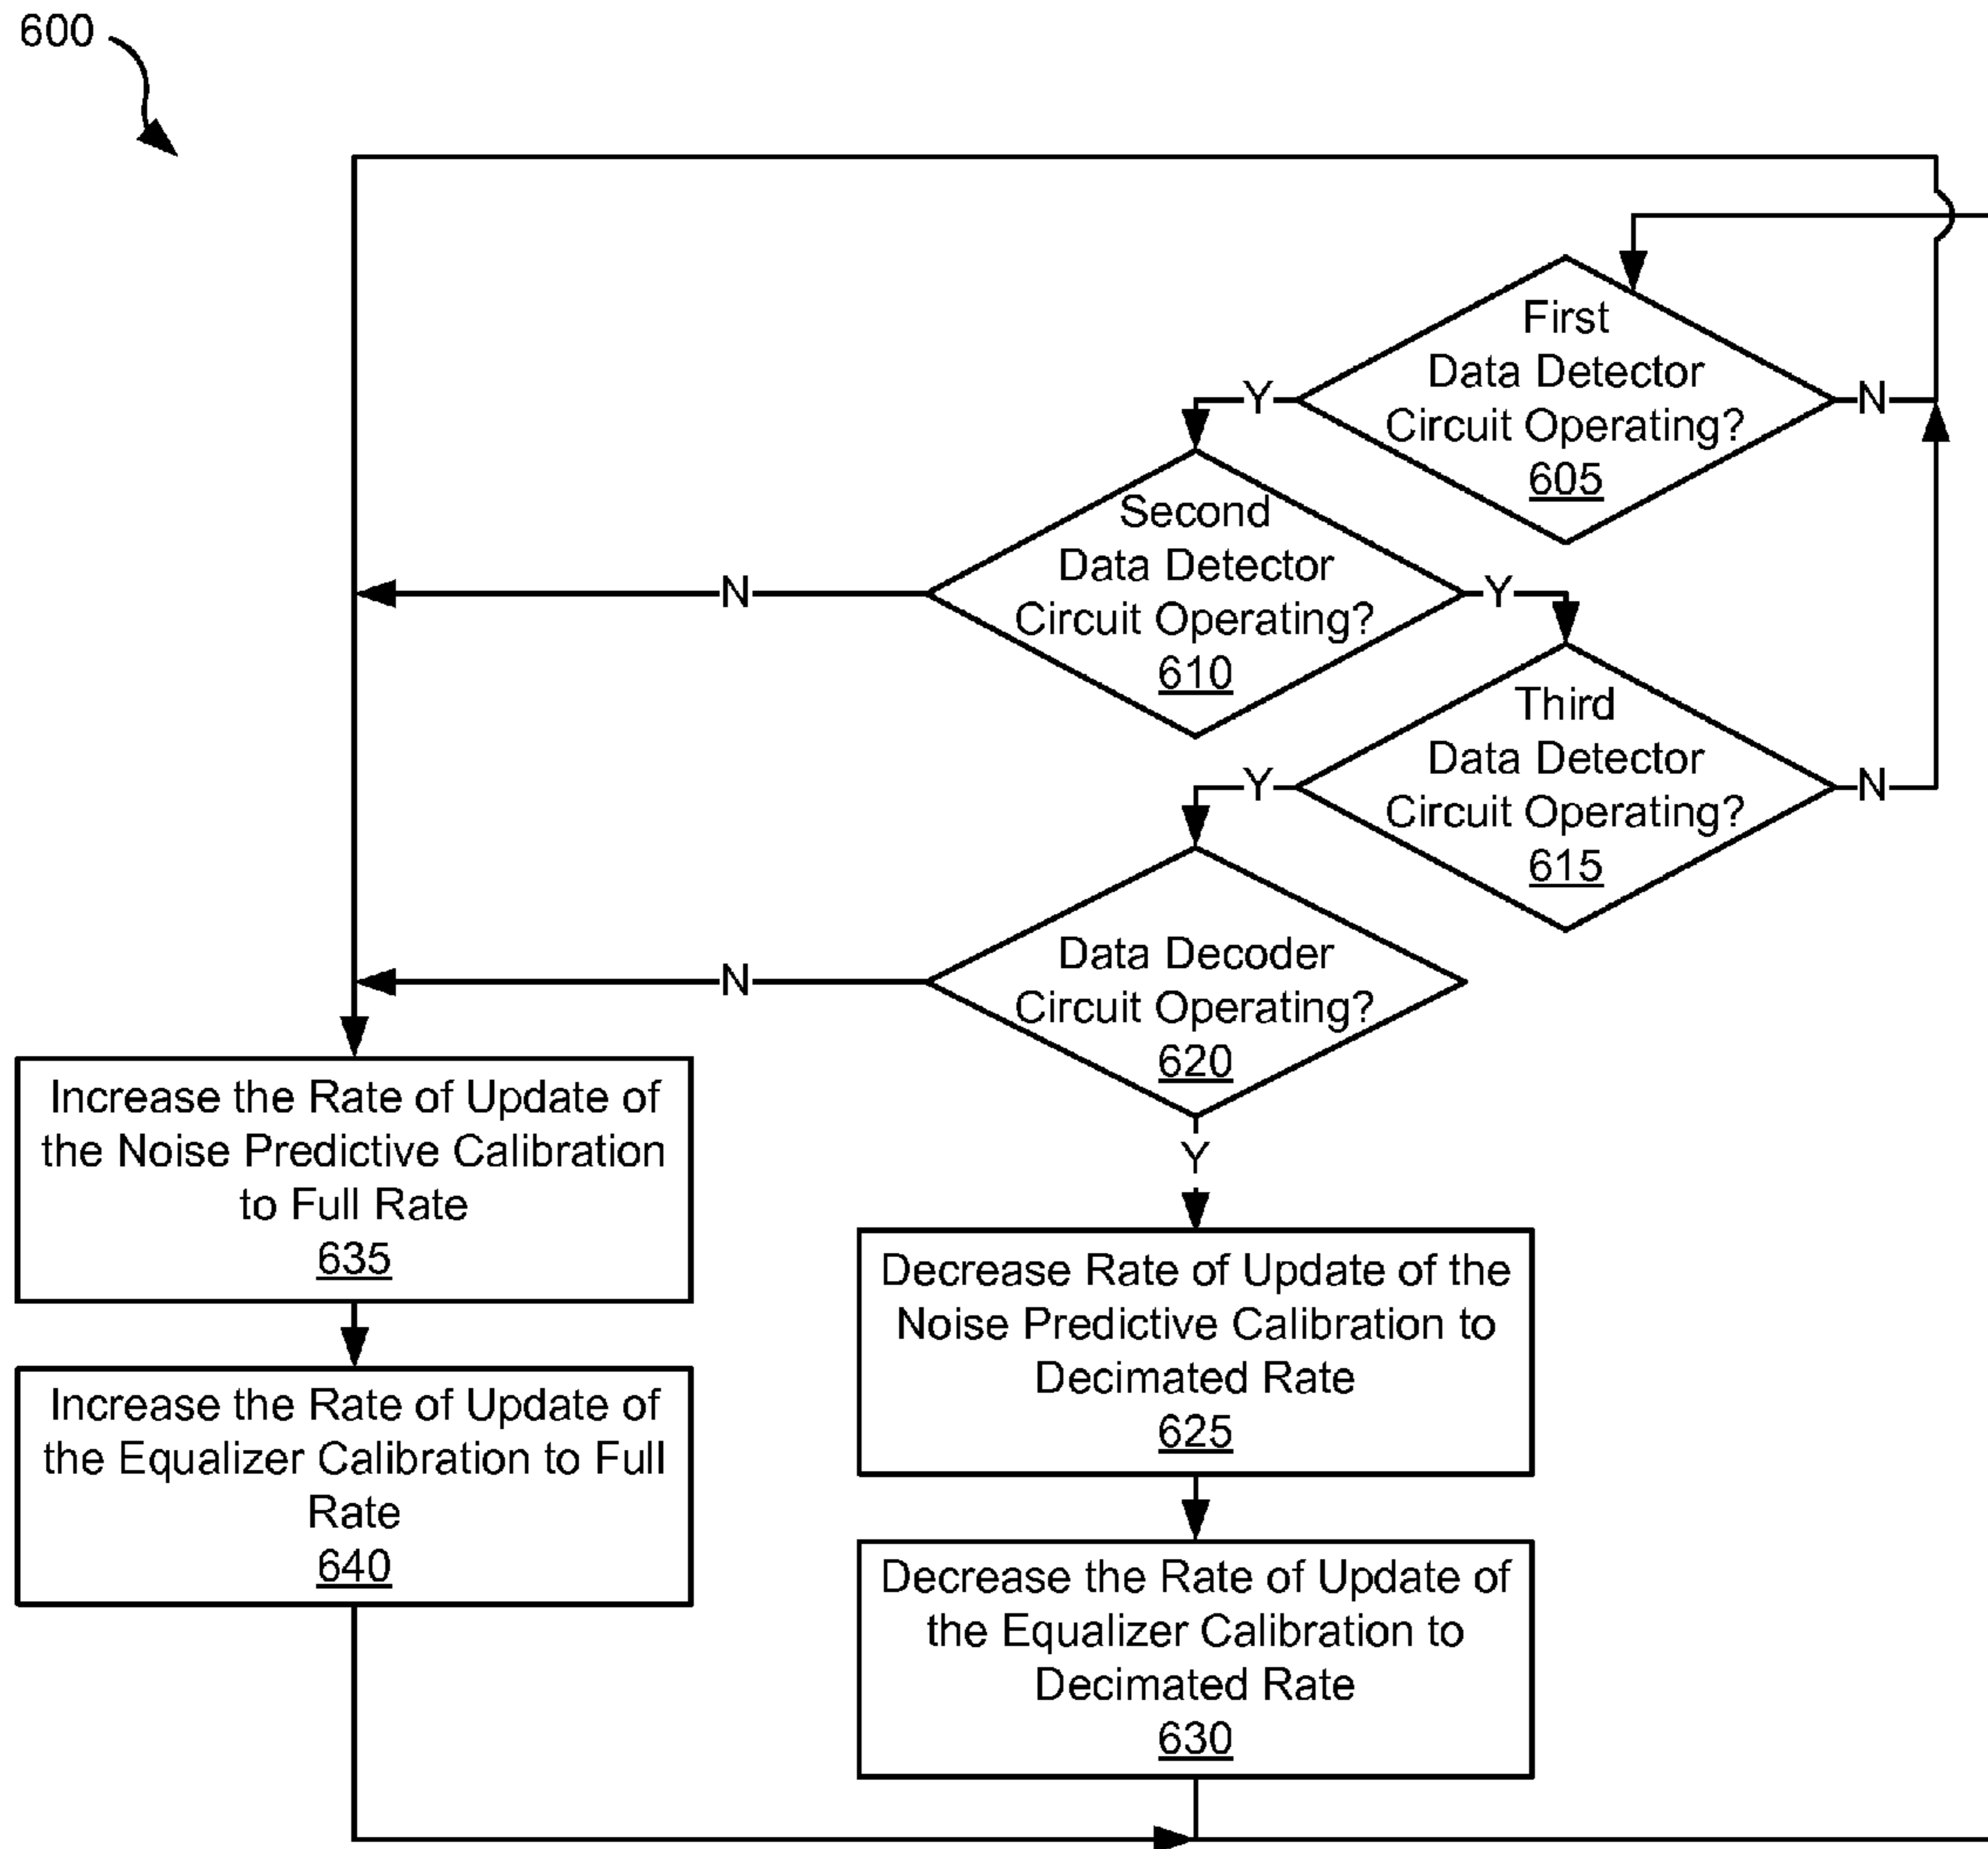 600
First
Data Detector
Circuit Operating?
605
Y
N
Second
Data Detector
Circuit Operating?
610
N
Y
Third
Data Detector
Circuit Operating?
615
Y
N
Data Decoder
Circuit Operating?
620
N
Y
Increase the Rate of Update of
the Noise Predictive Calibration
to Full Rate
635
Increase the Rate of Update of
the Equalizer Calibration to Full
Rate
640
Decrease Rate of Update of the
Noise Predictive Calibration to
Decimated Rate
625
Decrease the Rate of Update of
the Equalizer Calibration to
Decimated Rate
630